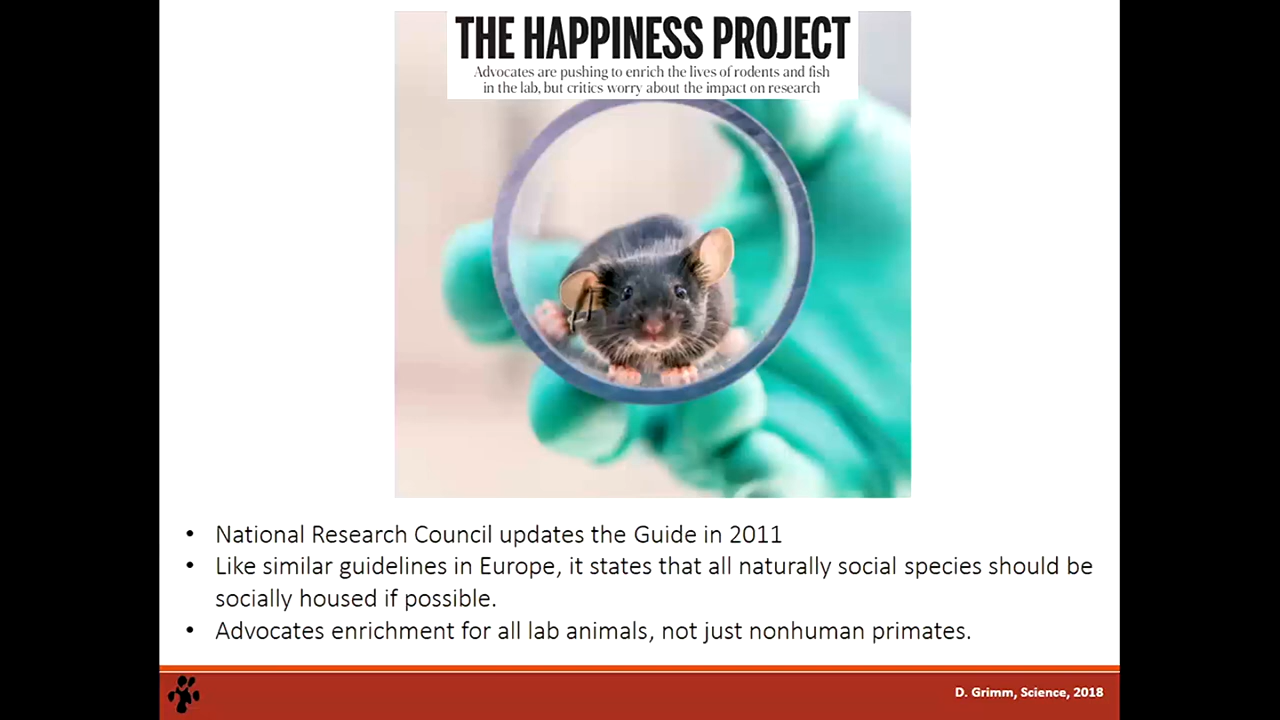 THE HAPPINESS PROJECT
Advocates are pushing to enrich the lives of rodents and fish
in the lab, but critics worry about the impact on research
• National Research Council updates the Guide in 2011
• Like similar guidelines in Europe, it states that all naturally social species should be
socially housed if possible.
• Advocates enrichment for all lab animals, not just nonhuman primates.
D. Grimm, Science, 2018